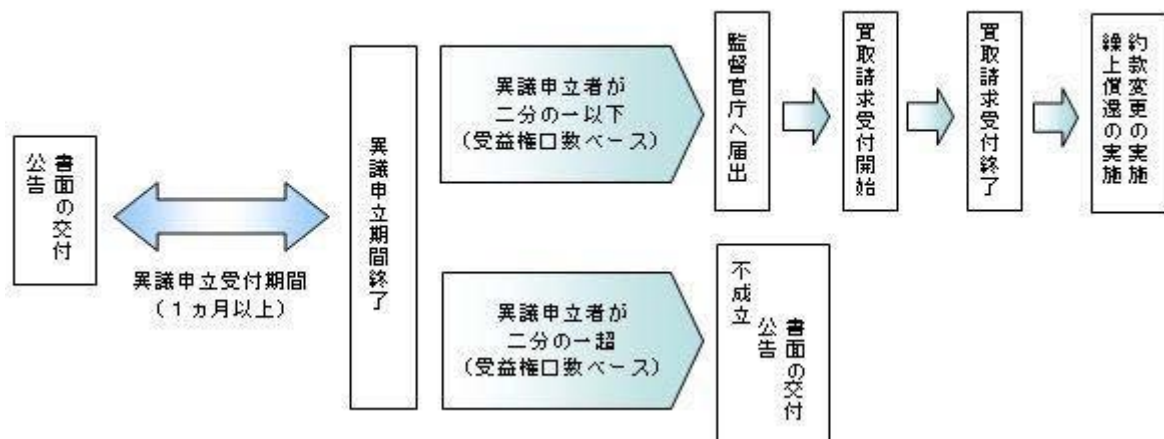 書面の交付
公告
異議申立受付期間
(1ヵ月以上)
異議申立期間終了
異議申立者が
二分の一以下
(受益権口数ベース)
監督官庁へ届出
買取請求受付開始
買取請求受付終了
約款変更の実施
繰上償還の実施
異議申立者が
二分の一超
(受益権口数ベース)
不成立
書面の交付
公告